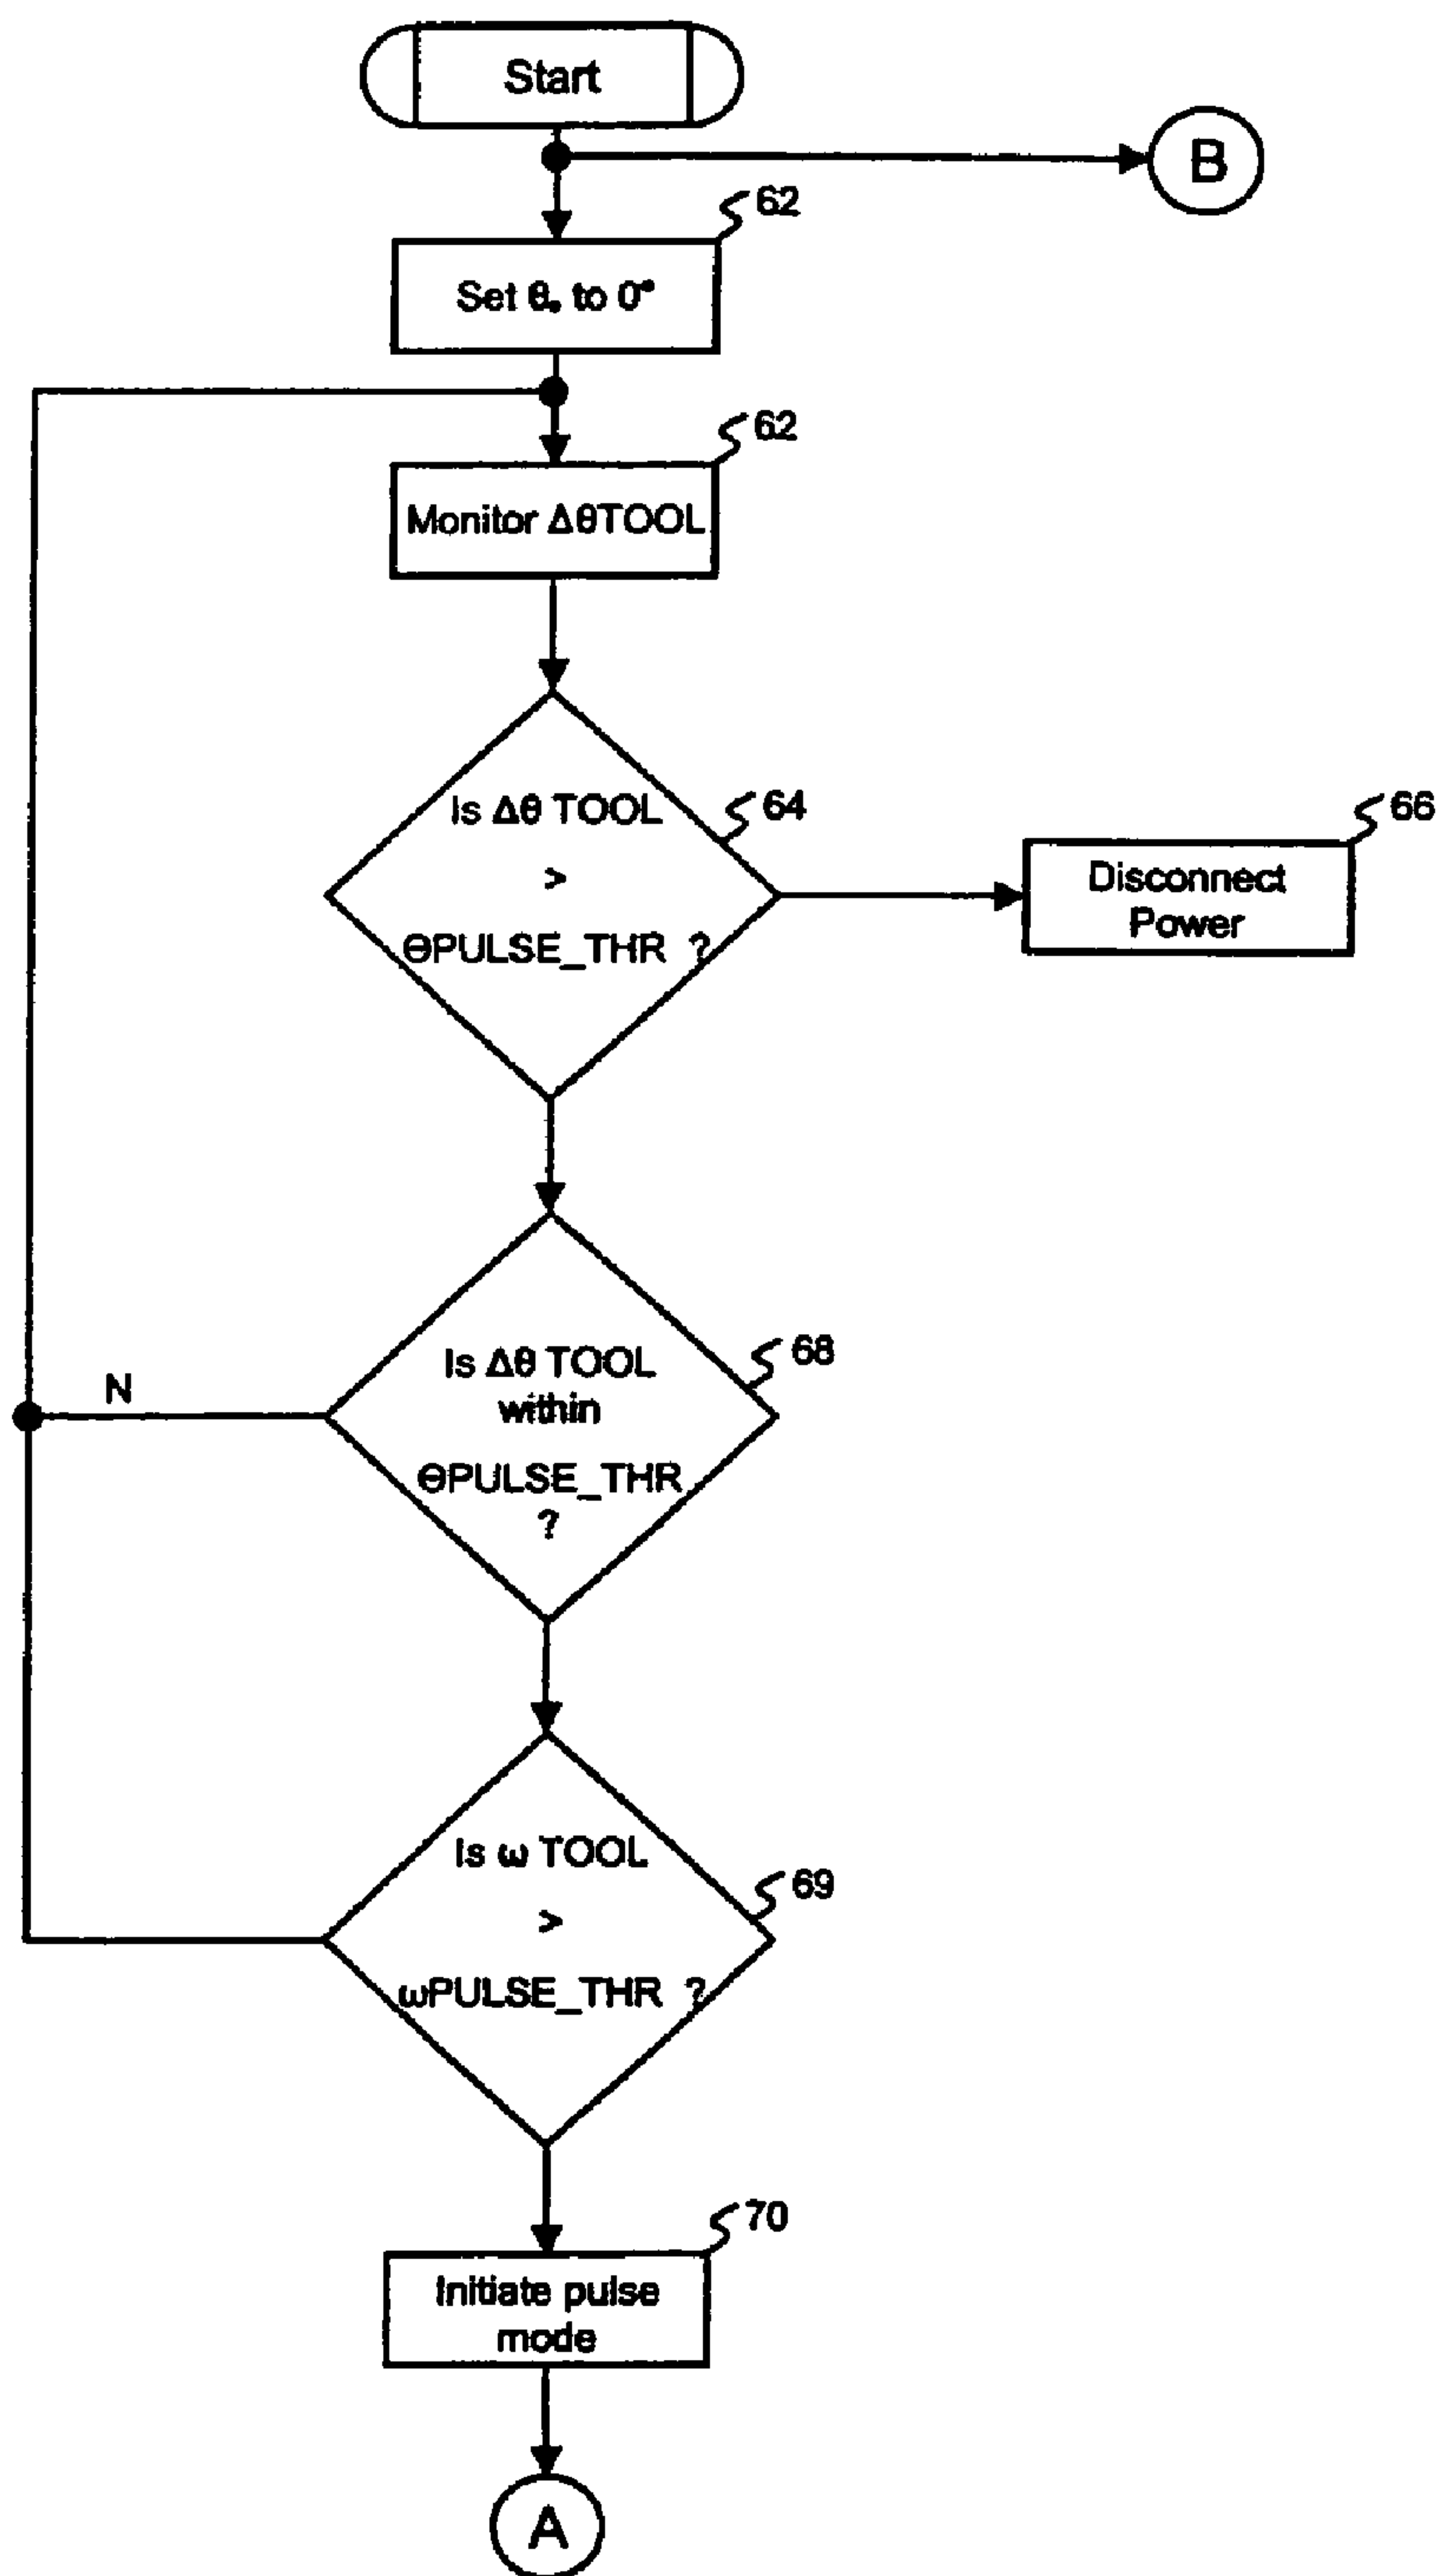 Start
B
62
Set θ₀ to 0°
62
Monitor ΔθTOOL
Is Δθ TOOL
>
ΘPULSE_THR ?
64
66
Disconnect
Power
68
Is Δθ TOOL
within
ΘPULSE_THR
?
N
69
Is ω TOOL
>
ωPULSE_THR ?
70
Initiate pulse
mode
A